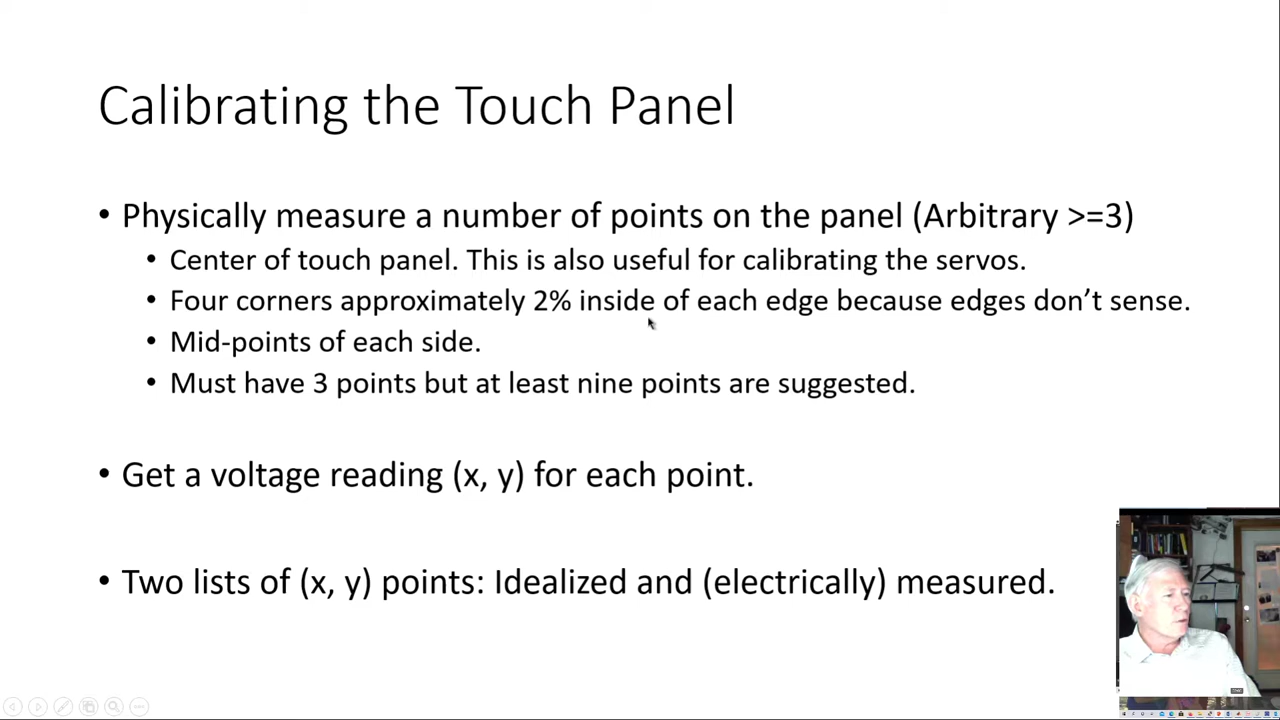 Calibrating the Touch Panel
• Physically measure a number of points on the panel (Arbitrary >=3)
• Center of touch panel. This is also useful for calibrating the servos.
• Four corners approximately 2% inside of each edge because edges don’t sense.
• Mid-points of each side.
• Must have 3 points but at least nine points are suggested.
• Get a voltage reading (x, y) for each point.
• Two lists of (x, y) points: Idealized and (electrically) measured.